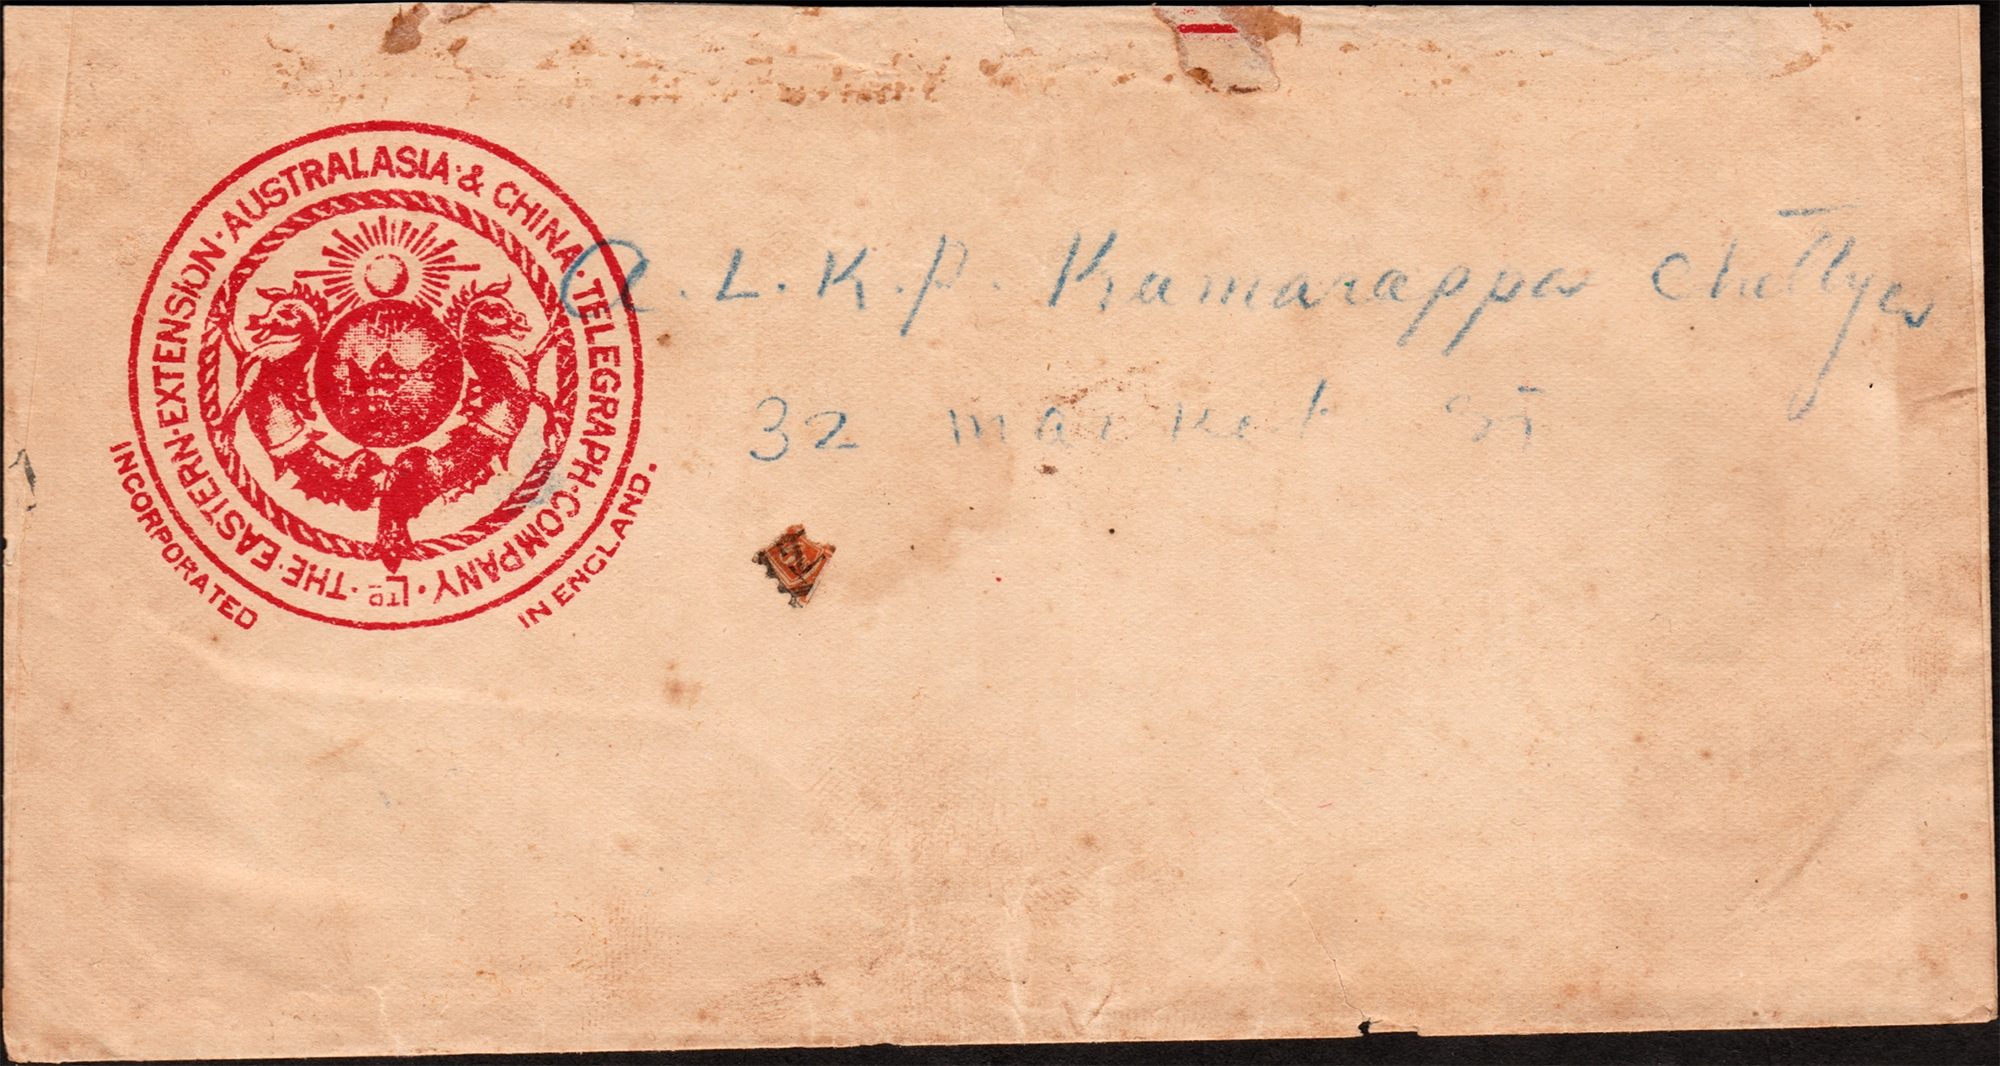 THE·EASTERN·EXTENSION·AUSTRALASIA·& CHINA·TELEGRAPH·COMPANY·LTD·
INCORPORATED IN ENGLAND.
A. L. K. P. Kumarappa Chettyar
32 market St